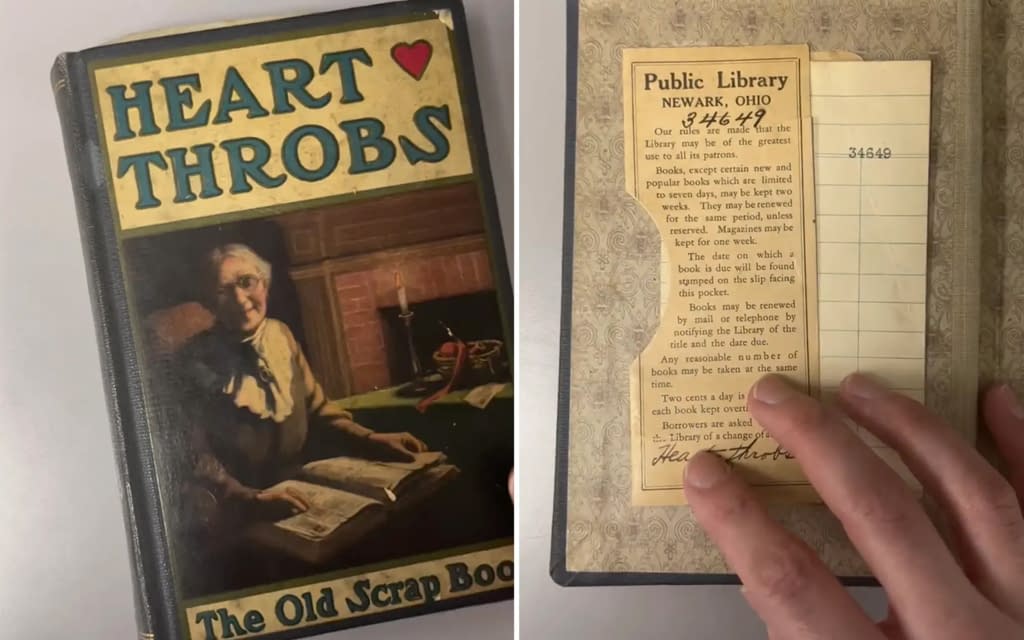 HEART
THROBS
The Old Scrap Boo
Public Library
NEWARK, OHIO
34649
Our rules are made that the
Library may be of the greatest
use to all its patrons.
Books, except certain new and
popular books which are limited
to seven days, may be kept two
weeks. They may be renewed
for the same period, unless
reserved. Magazines may be
kept for one week.
The date on which a
book is due will be found
stamped on the slip facing
this pocket.
Books may be renewed
by mail or telephone by
notifying the Library of the
title and the date due.
Any reasonable number of
books may be taken at the same
time.
Two cents a day is
each book kept overti
Borrowers are asked
Library of a change of a
Heart throbs
34649